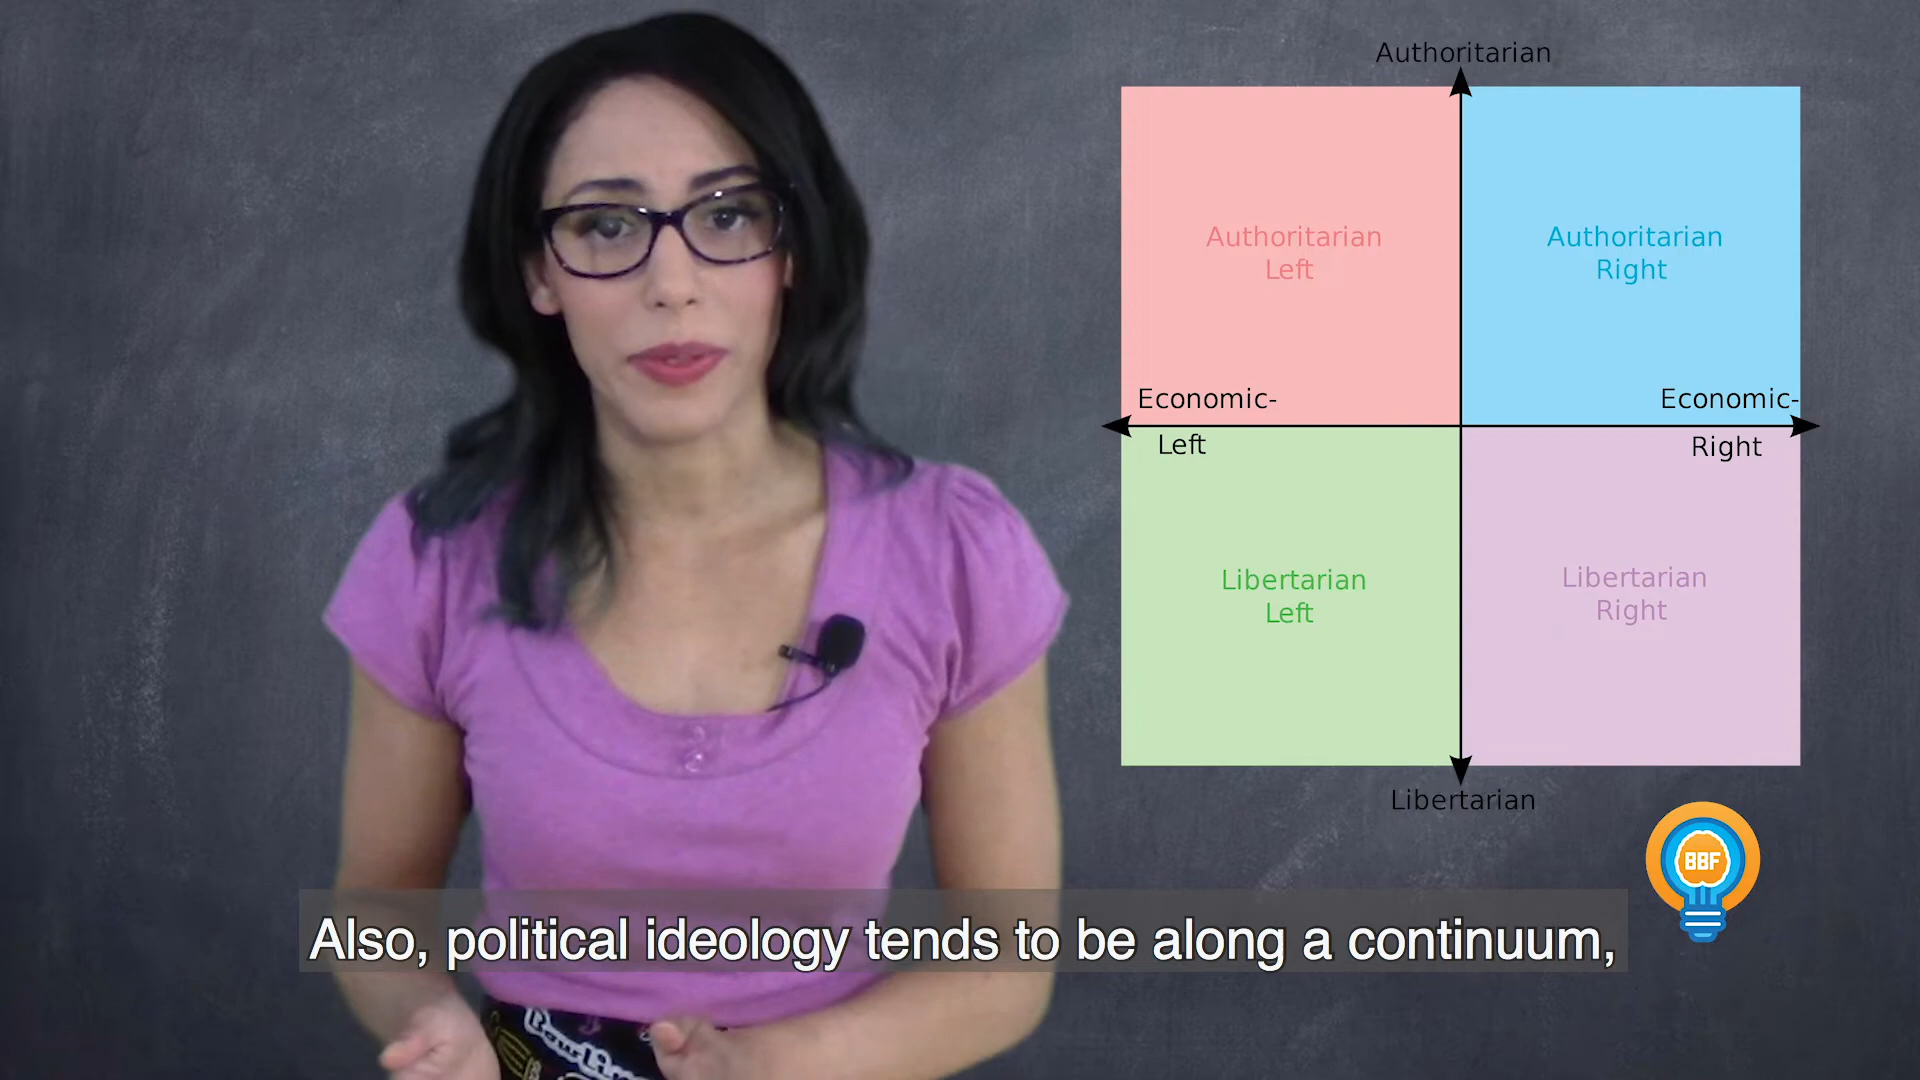 Authoritarian
Authoritarian
Left
Authoritarian
Right
Economic-
Left
Economic-
Right
Libertarian
Left
Libertarian
Right
Libertarian
BBF
Also, political ideology tends to be along a continuum,
Bowling